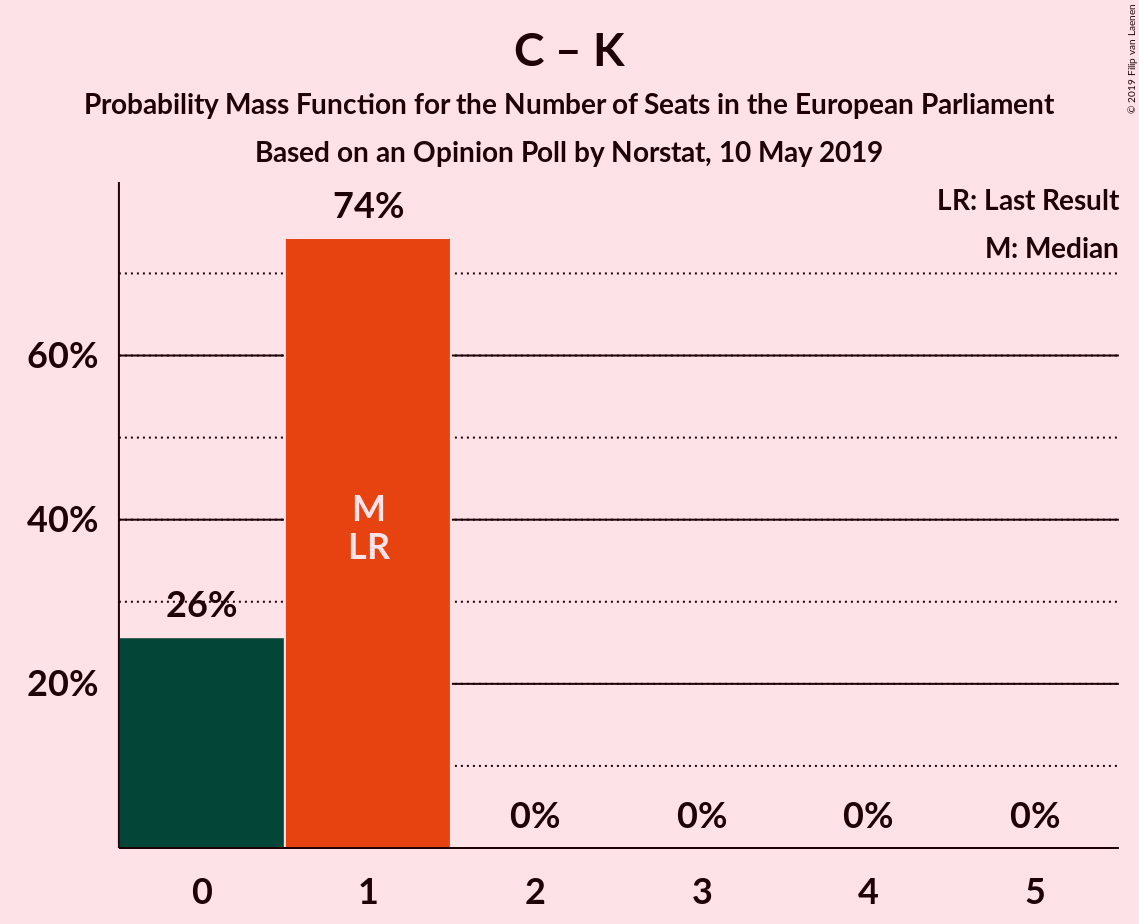 C – K
Probability Mass Function for the Number of Seats in the European Parliament
Based on an Opinion Poll by Norstat, 10 May 2019
© 2019 Filip van Laenen
LR: Last Result
M: Median
74%
60%
M
40%
LR
26%
20%
0% 0% 0% 0%
0 1 2 3 4 5